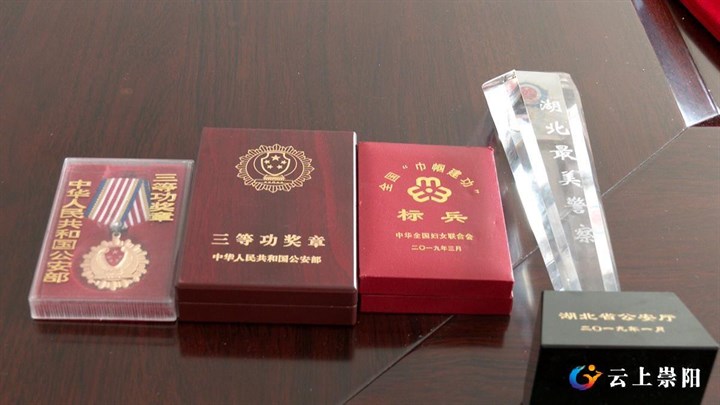 三等功奖章
中华人民共和国公安部
三等功奖章
中华人民共和国公安部
全国“巾帼建功”
标兵
中华全国妇女联合会
二〇一九年三月
湖北最美警察
湖北省公安厅
二〇一九年一月
云上崇阳